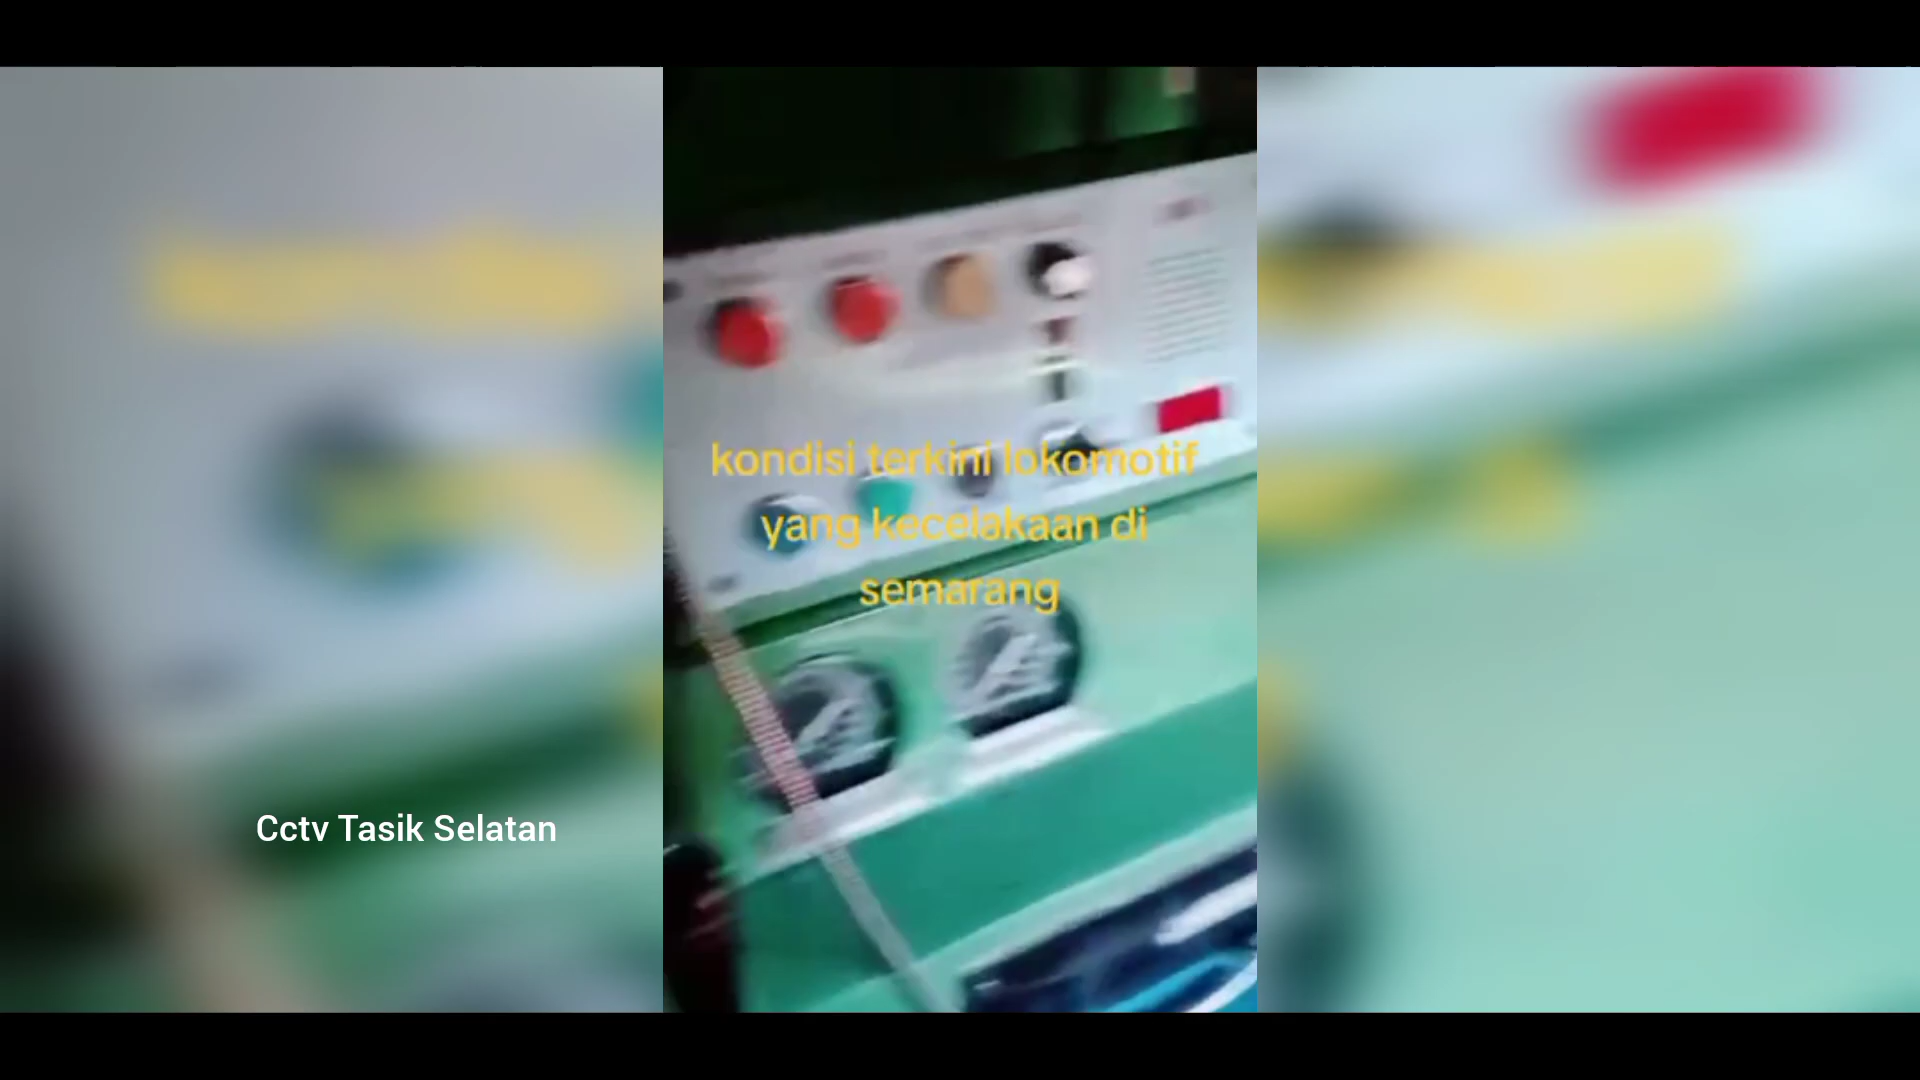 kondisi terkini lokomotif
yang kecelakaan di
semarang
Cctv Tasik Selatan